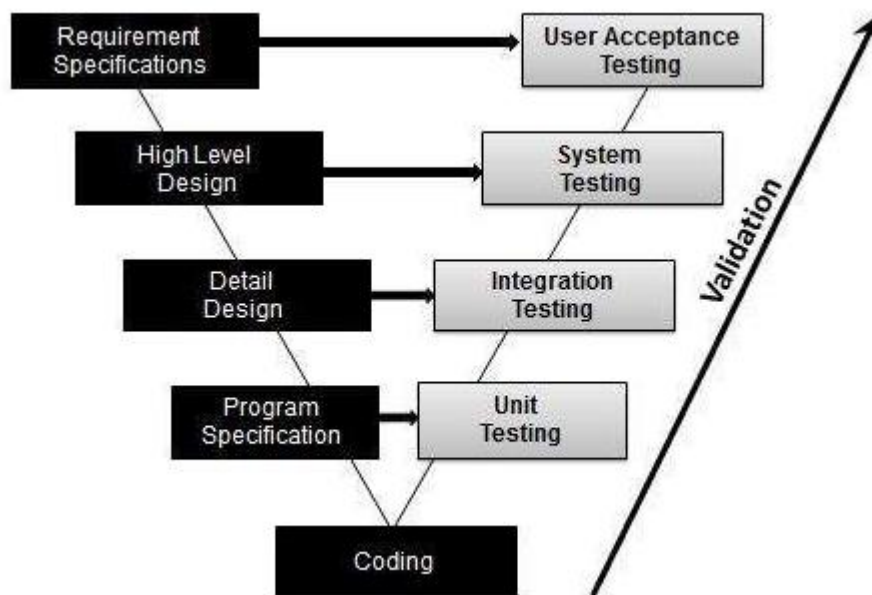 Requirement
Specifications
User Acceptance
Testing
High Level
Design
System
Testing
Detail
Design
Integration
Testing
Program
Specification
Unit
Testing
Coding
Validation